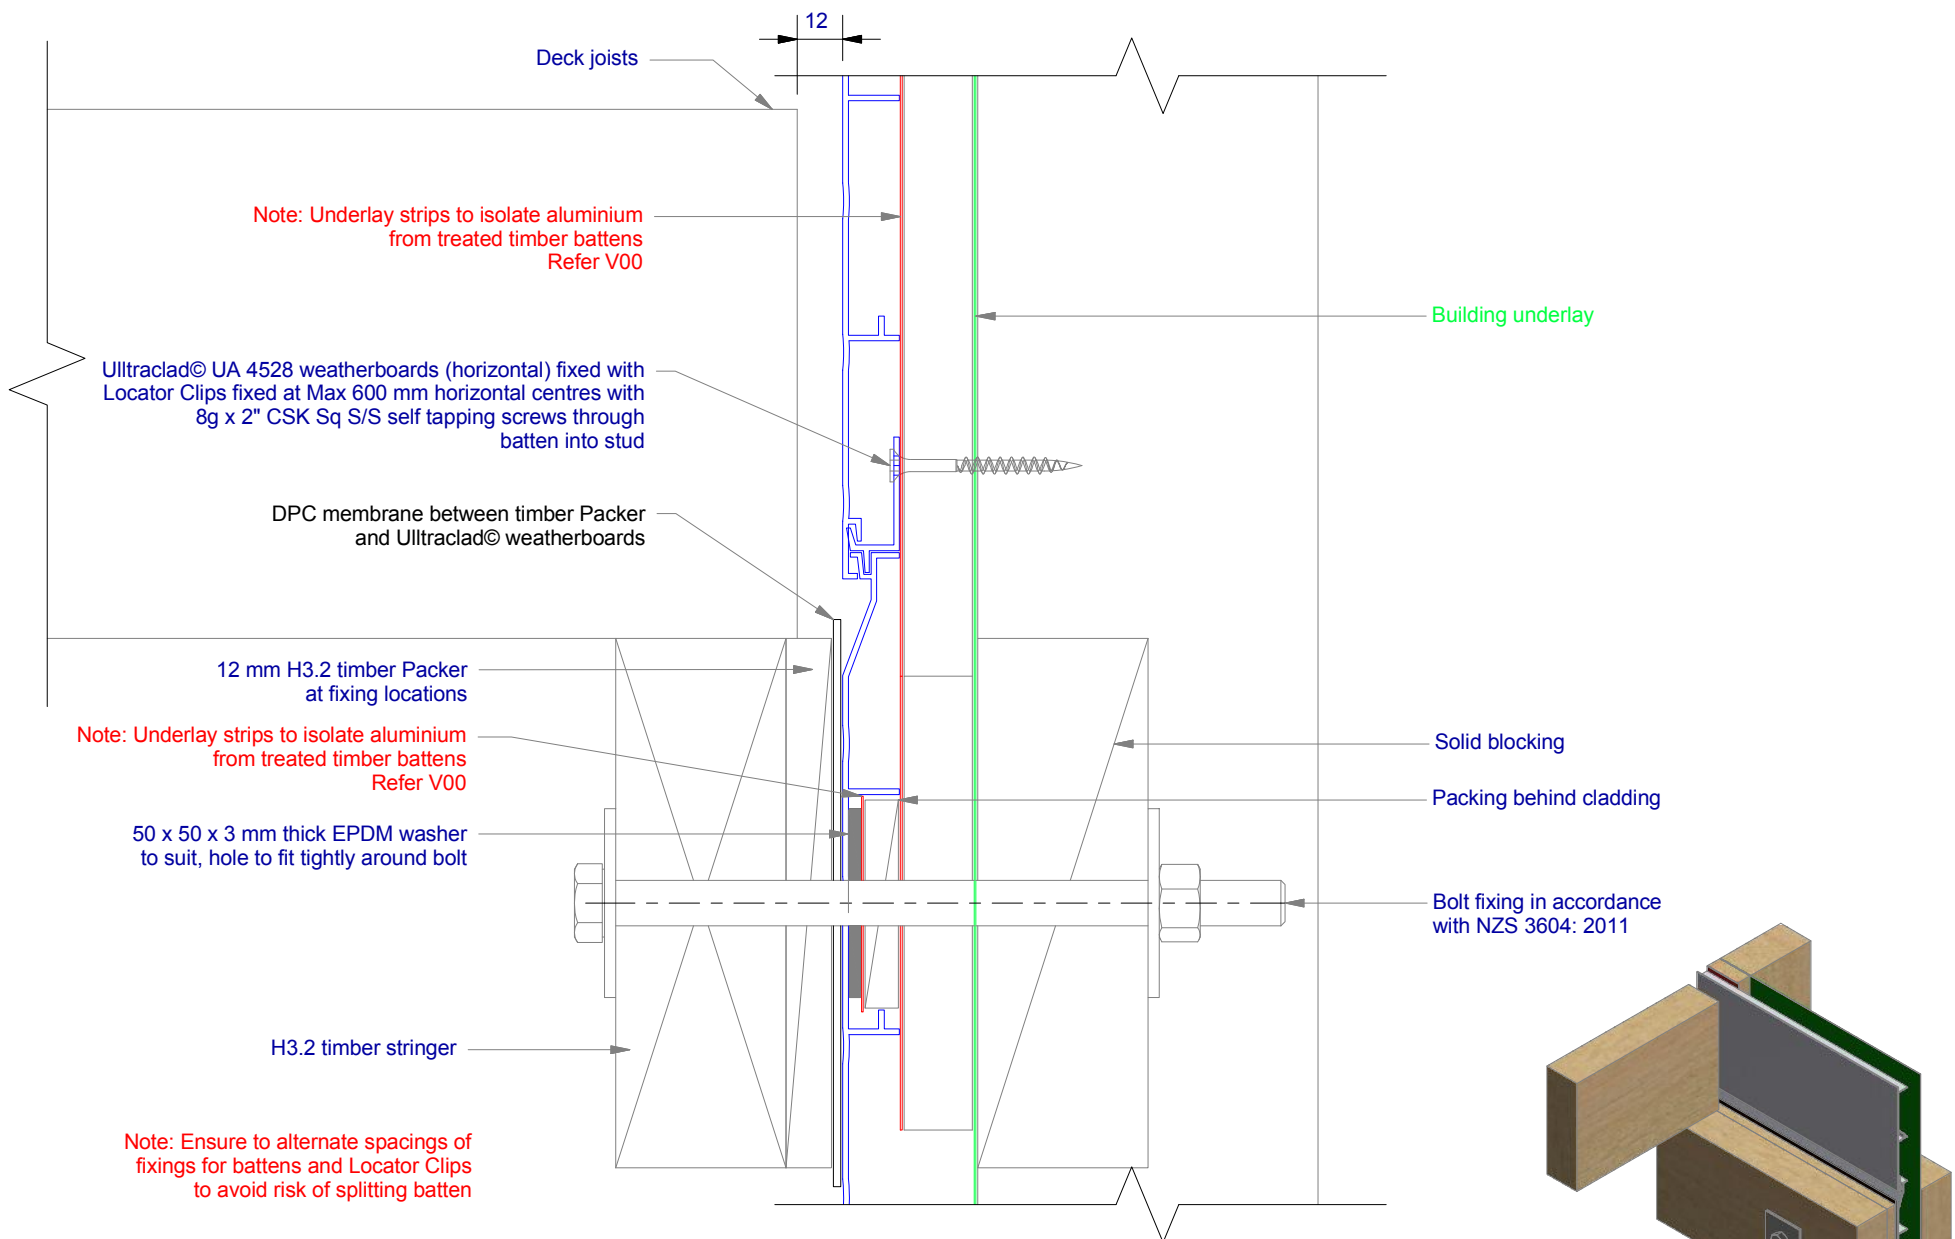 12
Deck joists
Note: Underlay strips to isolate aluminium
from treated timber battens
Refer V00
Building underlay
Ulltraclad© UA 4528 weatherboards (horizontal) fixed with
Locator Clips fixed at Max 600 mm horizontal centres with
8g x 2" CSK Sq S/S self tapping screws through
batten into stud
DPC membrane between timber Packer
and Ulltraclad© weatherboards
12 mm H3.2 timber Packer
at fixing locations
Note: Underlay strips to isolate aluminium
from treated timber battens
Refer V00
Solid blocking
Packing behind cladding
50 x 50 x 3 mm thick EPDM washer
to suit, hole to fit tightly around bolt
Bolt fixing in accordance
with NZS 3604: 2011
H3.2 timber stringer
Note: Ensure to alternate spacings of
fixings for battens and Locator Clips
to avoid risk of splitting batten